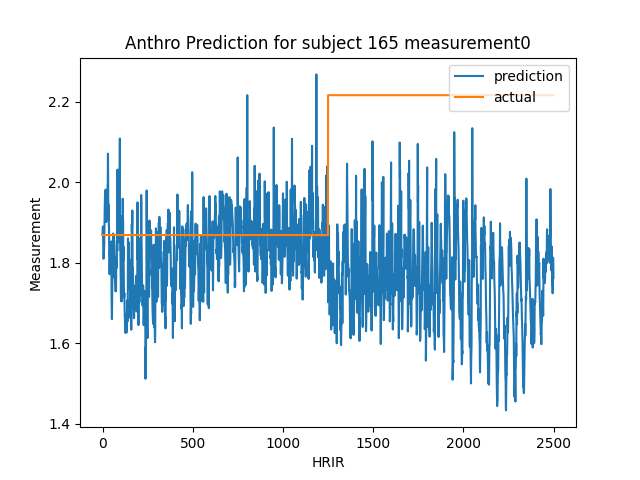 Anthro Prediction for subject 165 measurement0
prediction
actual
2.2
2.0
1.8
1.6
1.4
Measurement
0
500
1000
1500
2000
2500
HRIR